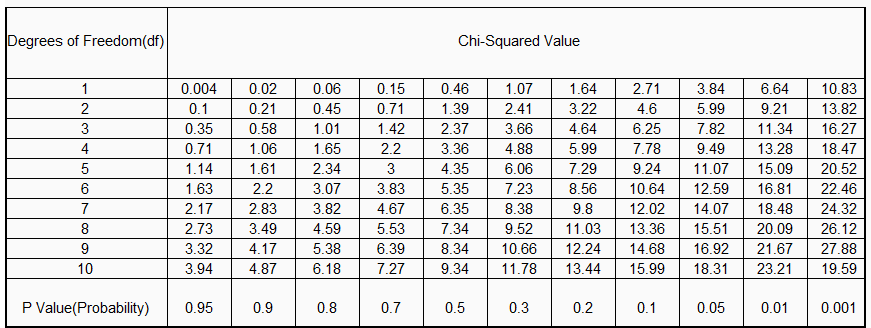 Degrees of Freedom(df) Chi-Squared Value
1 0.004 0.02 0.06 0.15 0.46 1.07 1.64 2.71 3.84 6.64 10.83
2 0.1 0.21 0.45 0.71 1.39 2.41 3.22 4.6 5.99 9.21 13.82
3 0.35 0.58 1.01 1.42 2.37 3.66 4.64 6.25 7.82 11.34 16.27
4 0.71 1.06 1.65 2.2 3.36 4.88 5.99 7.78 9.49 13.28 18.47
5 1.14 1.61 2.34 3 4.35 6.06 7.29 9.24 11.07 15.09 20.52
6 1.63 2.2 3.07 3.83 5.35 7.23 8.56 10.64 12.59 16.81 22.46
7 2.17 2.83 3.82 4.67 6.35 8.38 9.8 12.02 14.07 18.48 24.32
8 2.73 3.49 4.59 5.53 7.34 9.52 11.03 13.36 15.51 20.09 26.12
9 3.32 4.17 5.38 6.39 8.34 10.66 12.24 14.68 16.92 21.67 27.88
10 3.94 4.87 6.18 7.27 9.34 11.78 13.44 15.99 18.31 23.21 19.59
P Value(Probability) 0.95 0.9 0.8 0.7 0.5 0.3 0.2 0.1 0.05 0.01 0.001